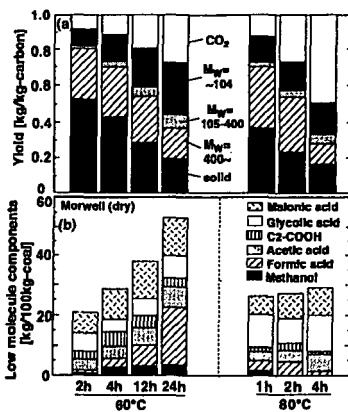 (a)
Yield [kg/kg-carbon]
1.0
0.8
0.6
0.4
0.2
0.0
CO2
MW=
~104
MW=
105-400
MW=
400~
solid
(b)
Morwell (dry)
Low molecule components
[kg/100kg-coal]
60
40
20
0
Malonic acid
Glycolic acid
C2-COOH
Acetic acid
Formic acid
Methanol
2h 4h 12h 24h
60°C
1h 2h 4h
80°C